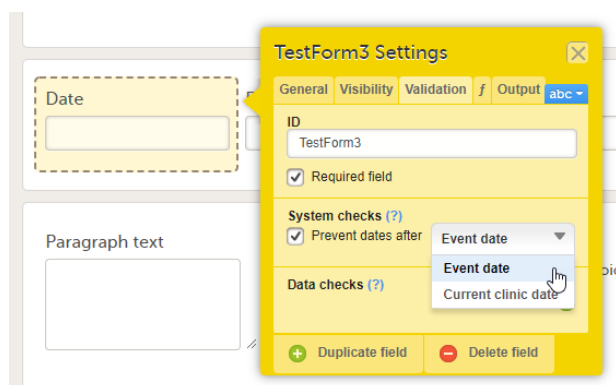 TestForm3 Settings
General Visibility Validation ƒ Output abc
Date
ID
TestForm3
Required field
System checks (?)
Prevent dates after Event date
Event date
Current clinic date
Data checks (?)
Paragraph text
Duplicate field Delete field